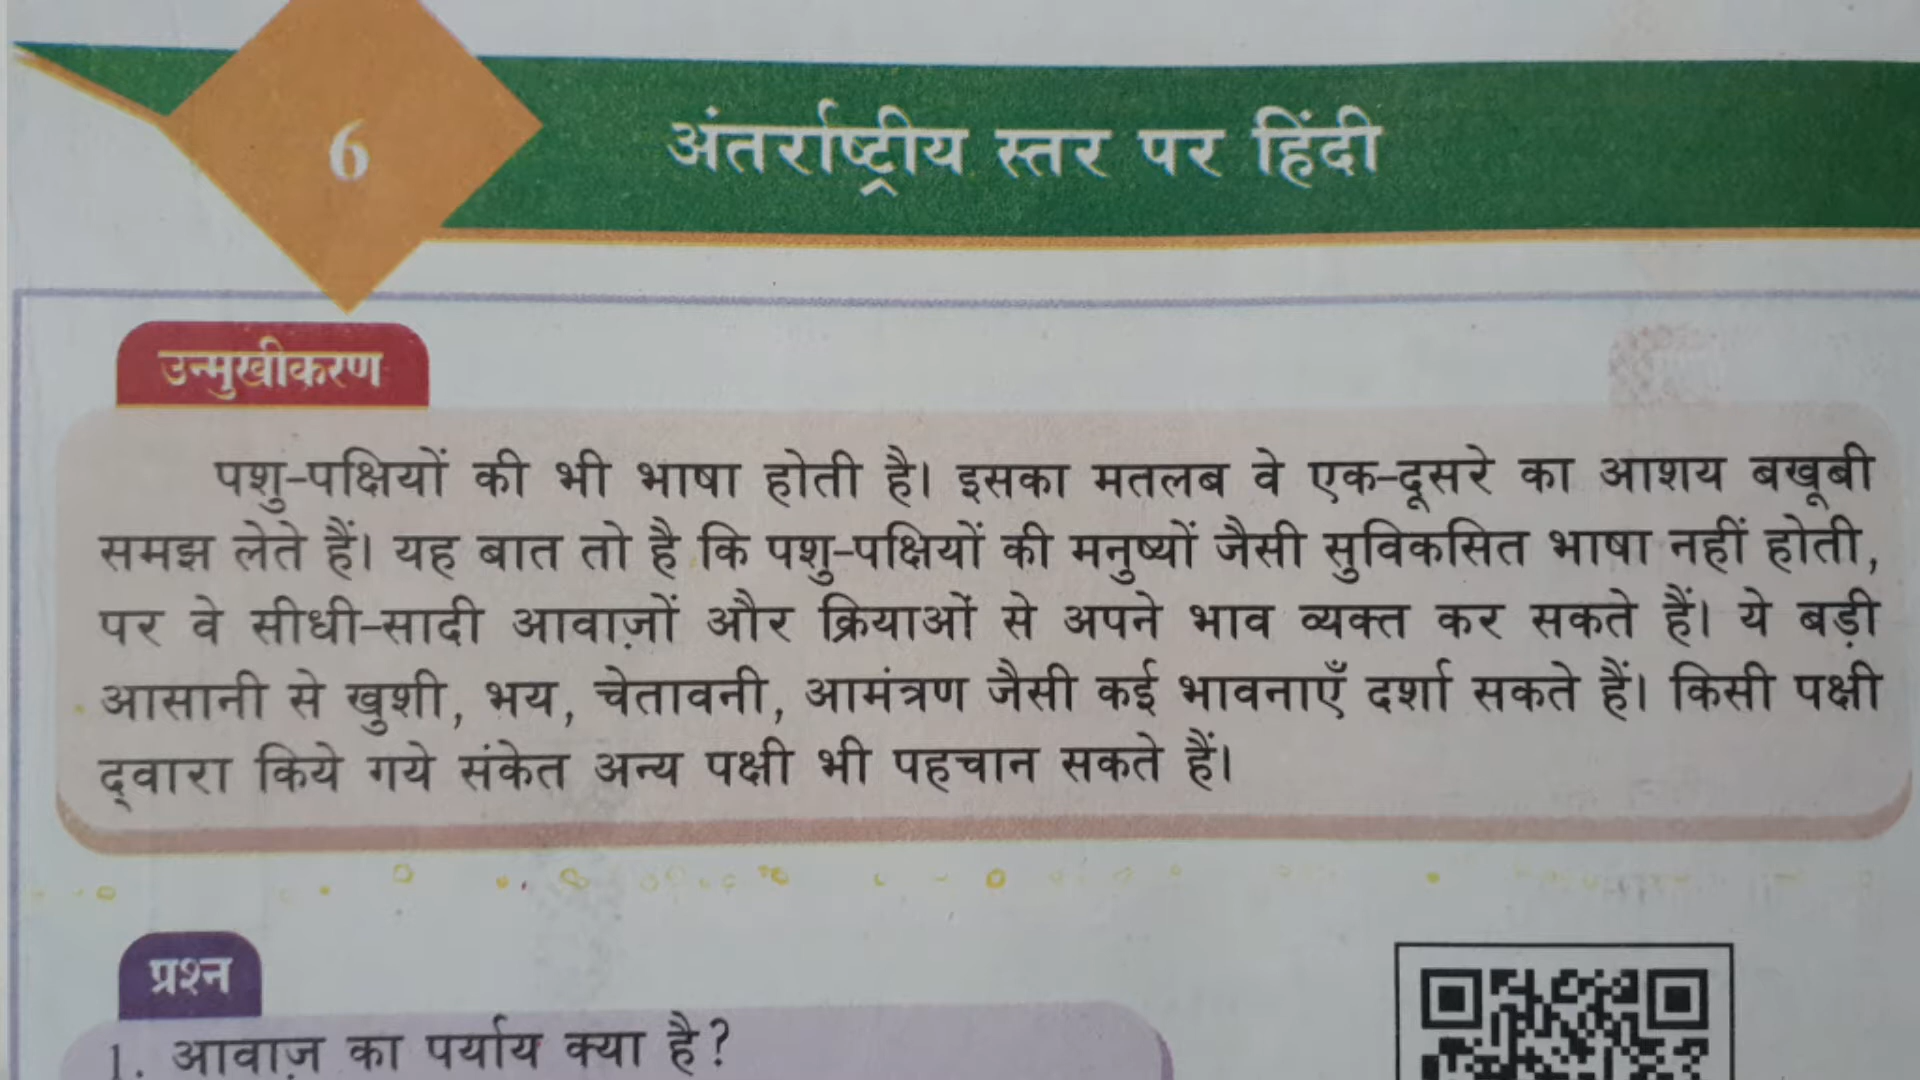 6
अंतर्राष्ट्रीय स्तर पर हिंदी
उन्मुखीकरण
पशु-पक्षियों की भी भाषा होती है। इसका मतलब वे एक-दूसरे का आशय बखूबी
समझ लेते हैं। यह बात तो है कि पशु-पक्षियों की मनुष्यों जैसी सुविकसित भाषा नहीं होती,
पर वे सीधी-सादी आवाज़ों और क्रियाओं से अपने भाव व्यक्त कर सकते हैं। ये बड़ी
आसानी से खुशी, भय, चेतावनी, आमंत्रण जैसी कई भावनाएँ दर्शा सकते हैं। किसी पक्षी
द्वारा किये गये संकेत अन्य पक्षी भी पहचान सकते हैं।
प्रश्न
1. आवाज़ का पर्याय क्या है?